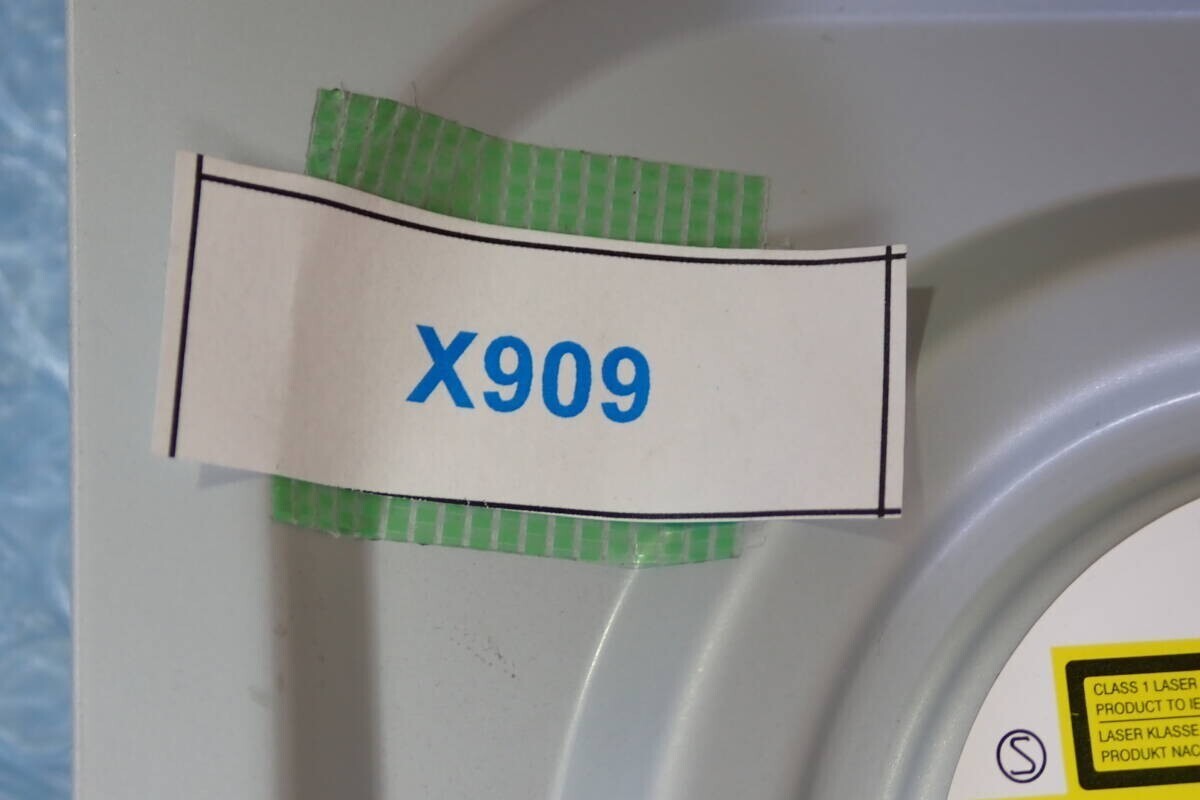 X909
CLASS 1 LASER
PRODUCT TO IE
LASER KLASSE
PRODUKT NAC
S